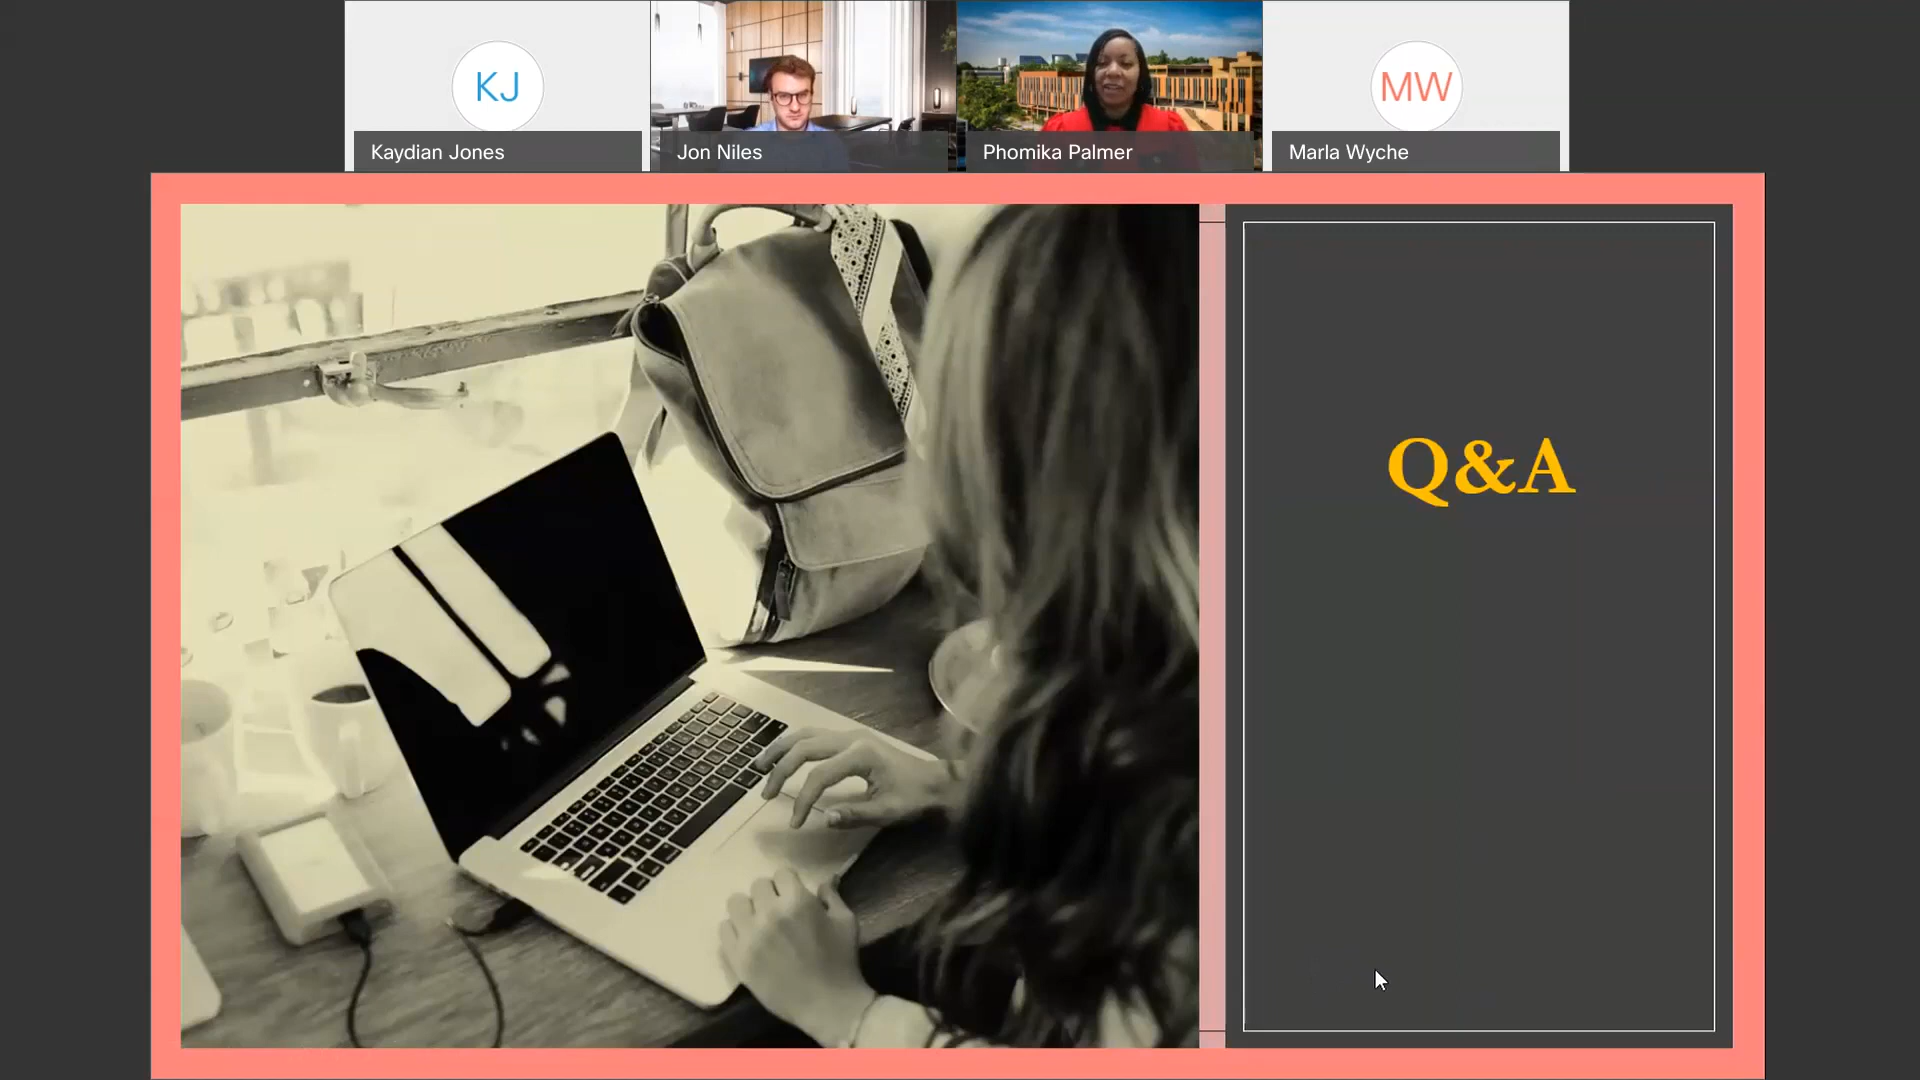 KJ
MW
Kaydian Jones
Jon Niles
Phomika Palmer
Marla Wyche
Q&A